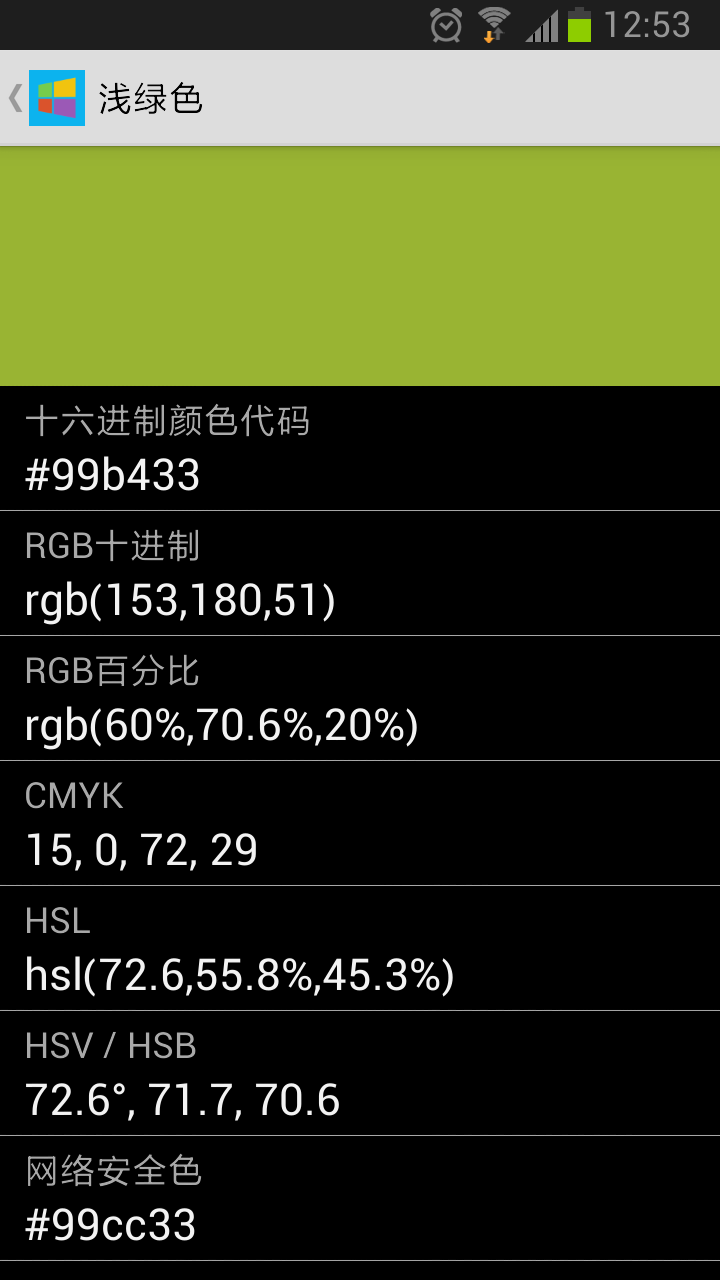 12:53
浅绿色
十六进制颜色代码
#99b433
RGB十进制
rgb(153,180,51)
RGB百分比
rgb(60%,70.6%,20%)
CMYK
15, 0, 72, 29
HSL
hsl(72.6,55.8%,45.3%)
HSV / HSB
72.6°, 71.7, 70.6
网络安全色
#99cc33